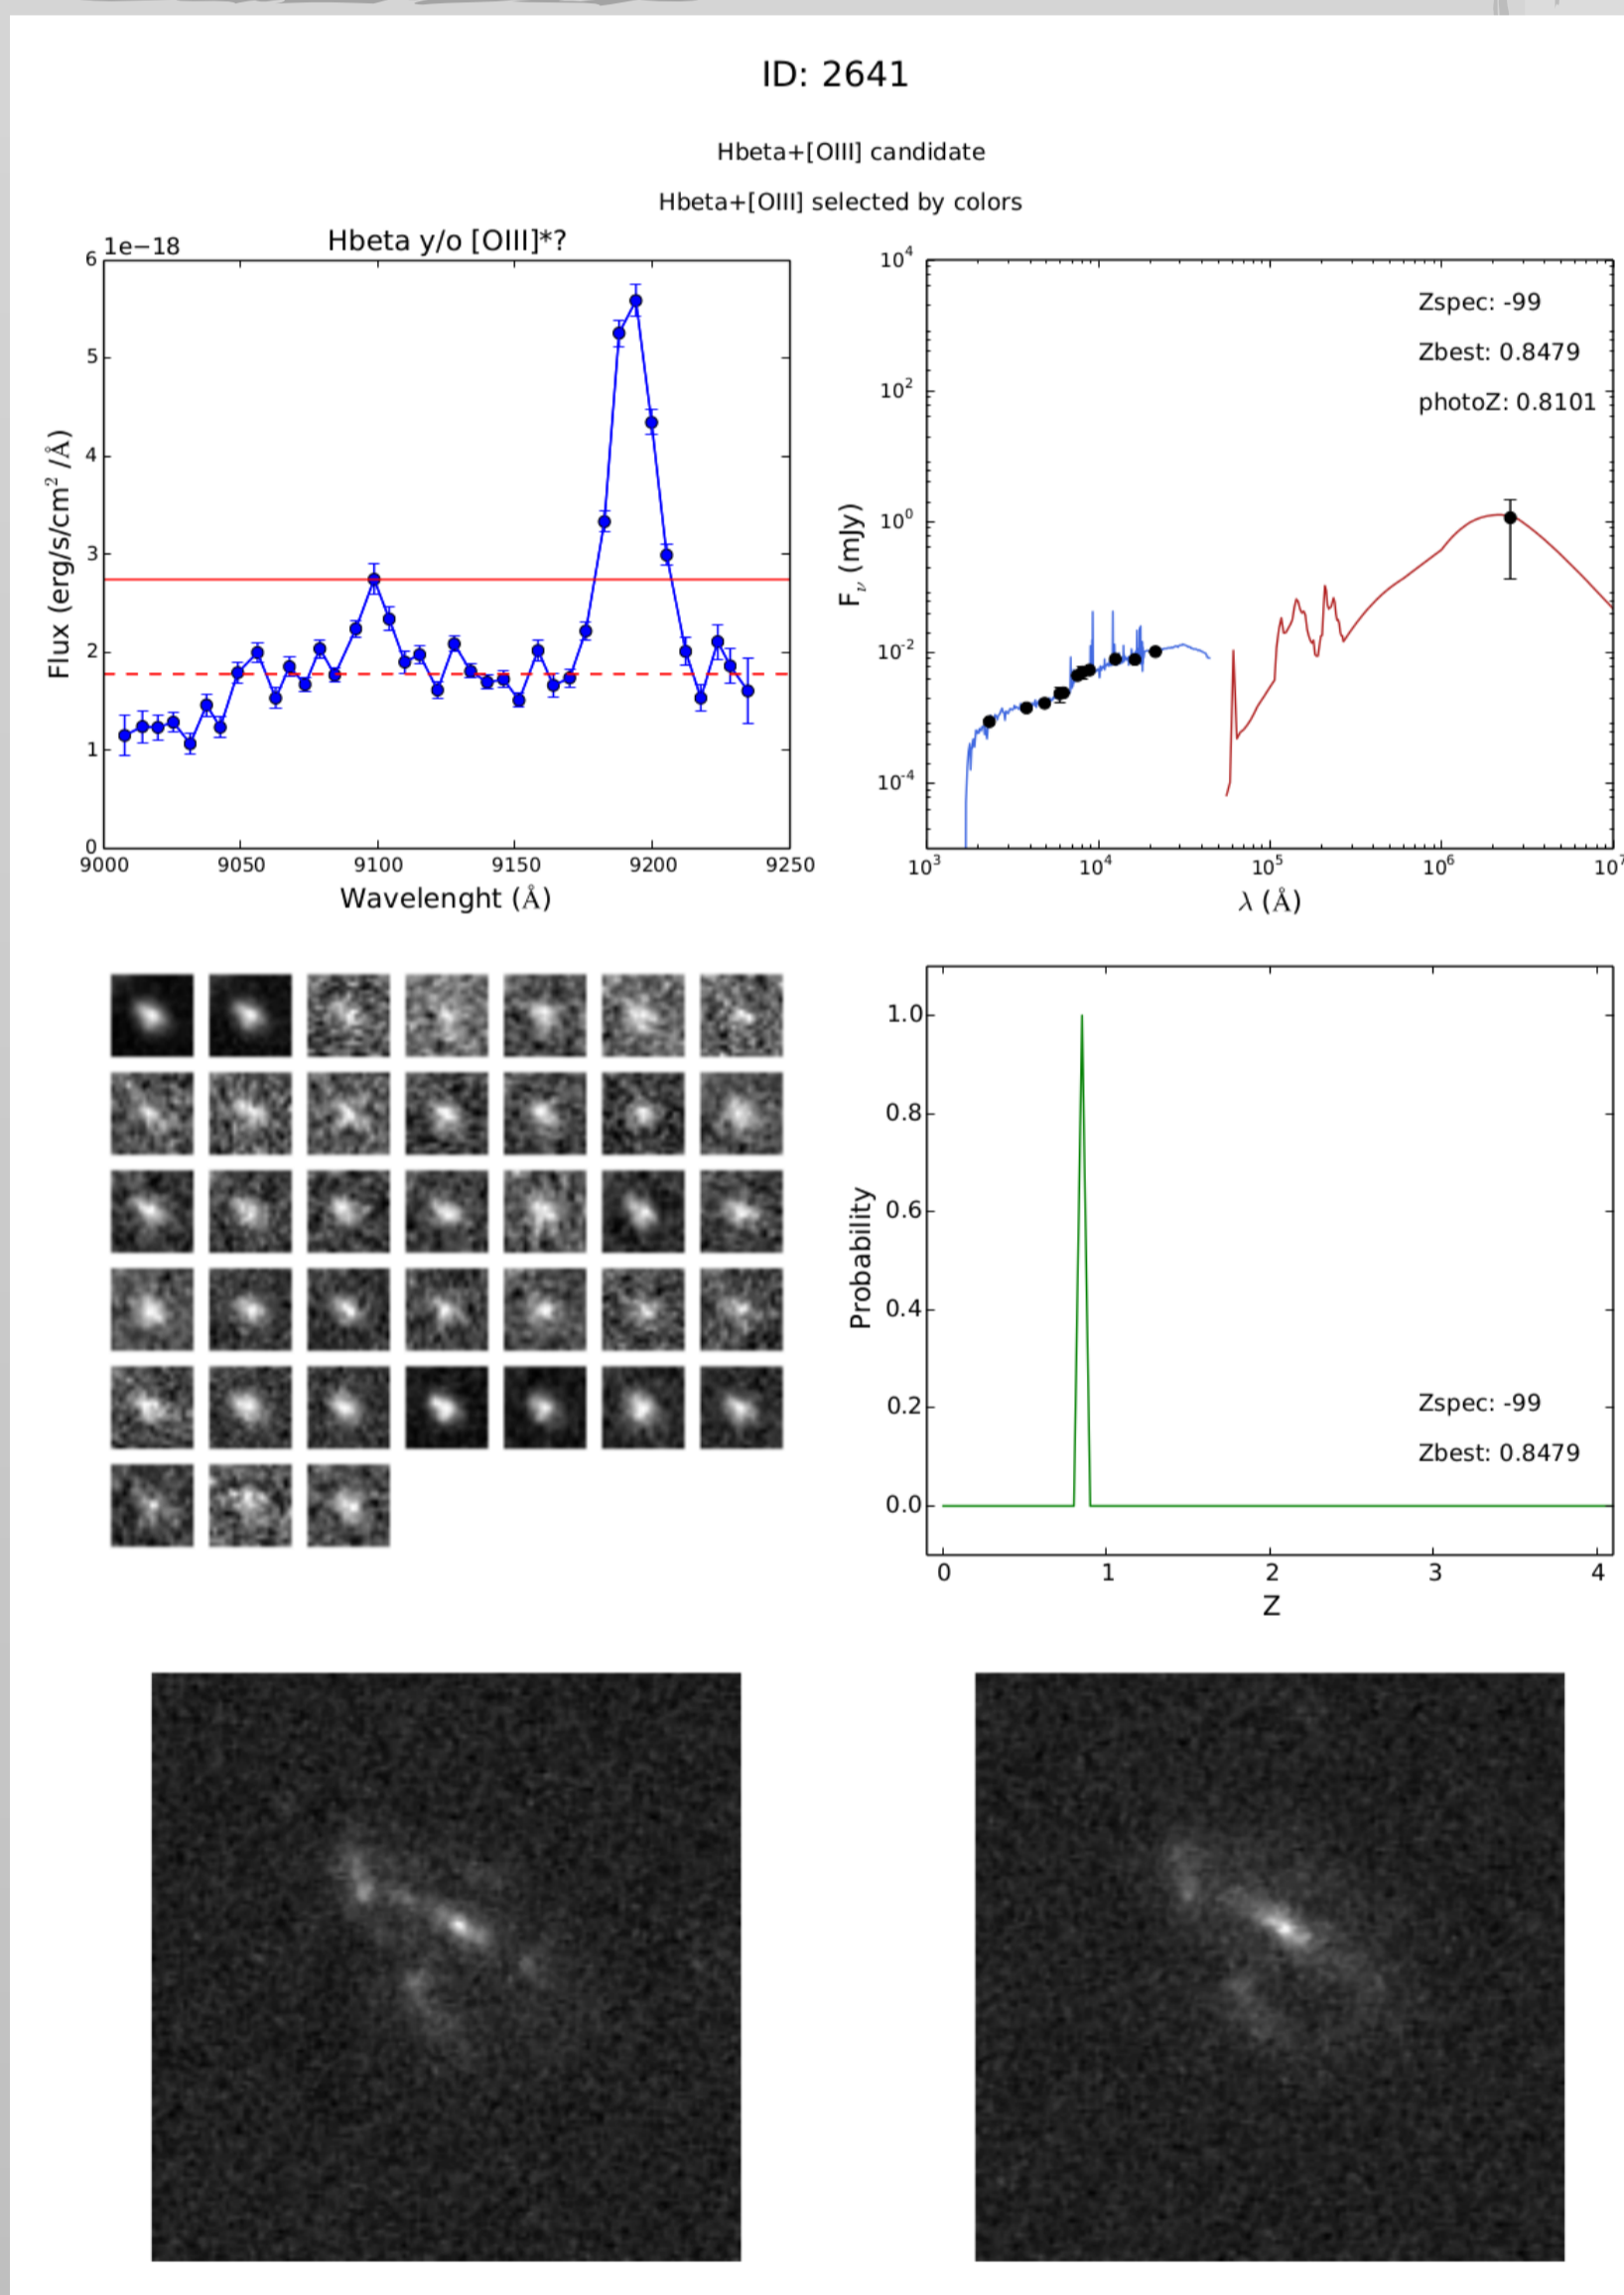 ID: 2641
Hbeta+[OIII] candidate
Hbeta+[OIII] selected by colors
1e−18
Hbeta y/o [OIII]*?
6
5
4
3
2
1
0
9000 9050 9100 9150 9200 9250
Flux (erg/s/cm² /Å)
Wavelenght (Å)
Zspec: -99
Zbest: 0.8479
photoZ: 0.8101
10⁴
10²
10⁰
10⁻²
10⁻⁴
10³ 10⁴ 10⁵ 10⁶ 10⁷
Fν (mJy)
λ (Å)
1.0
0.8
0.6
0.4
0.2
0.0
Probability
Zspec: -99
Zbest: 0.8479
0 1 2 3 4
Z